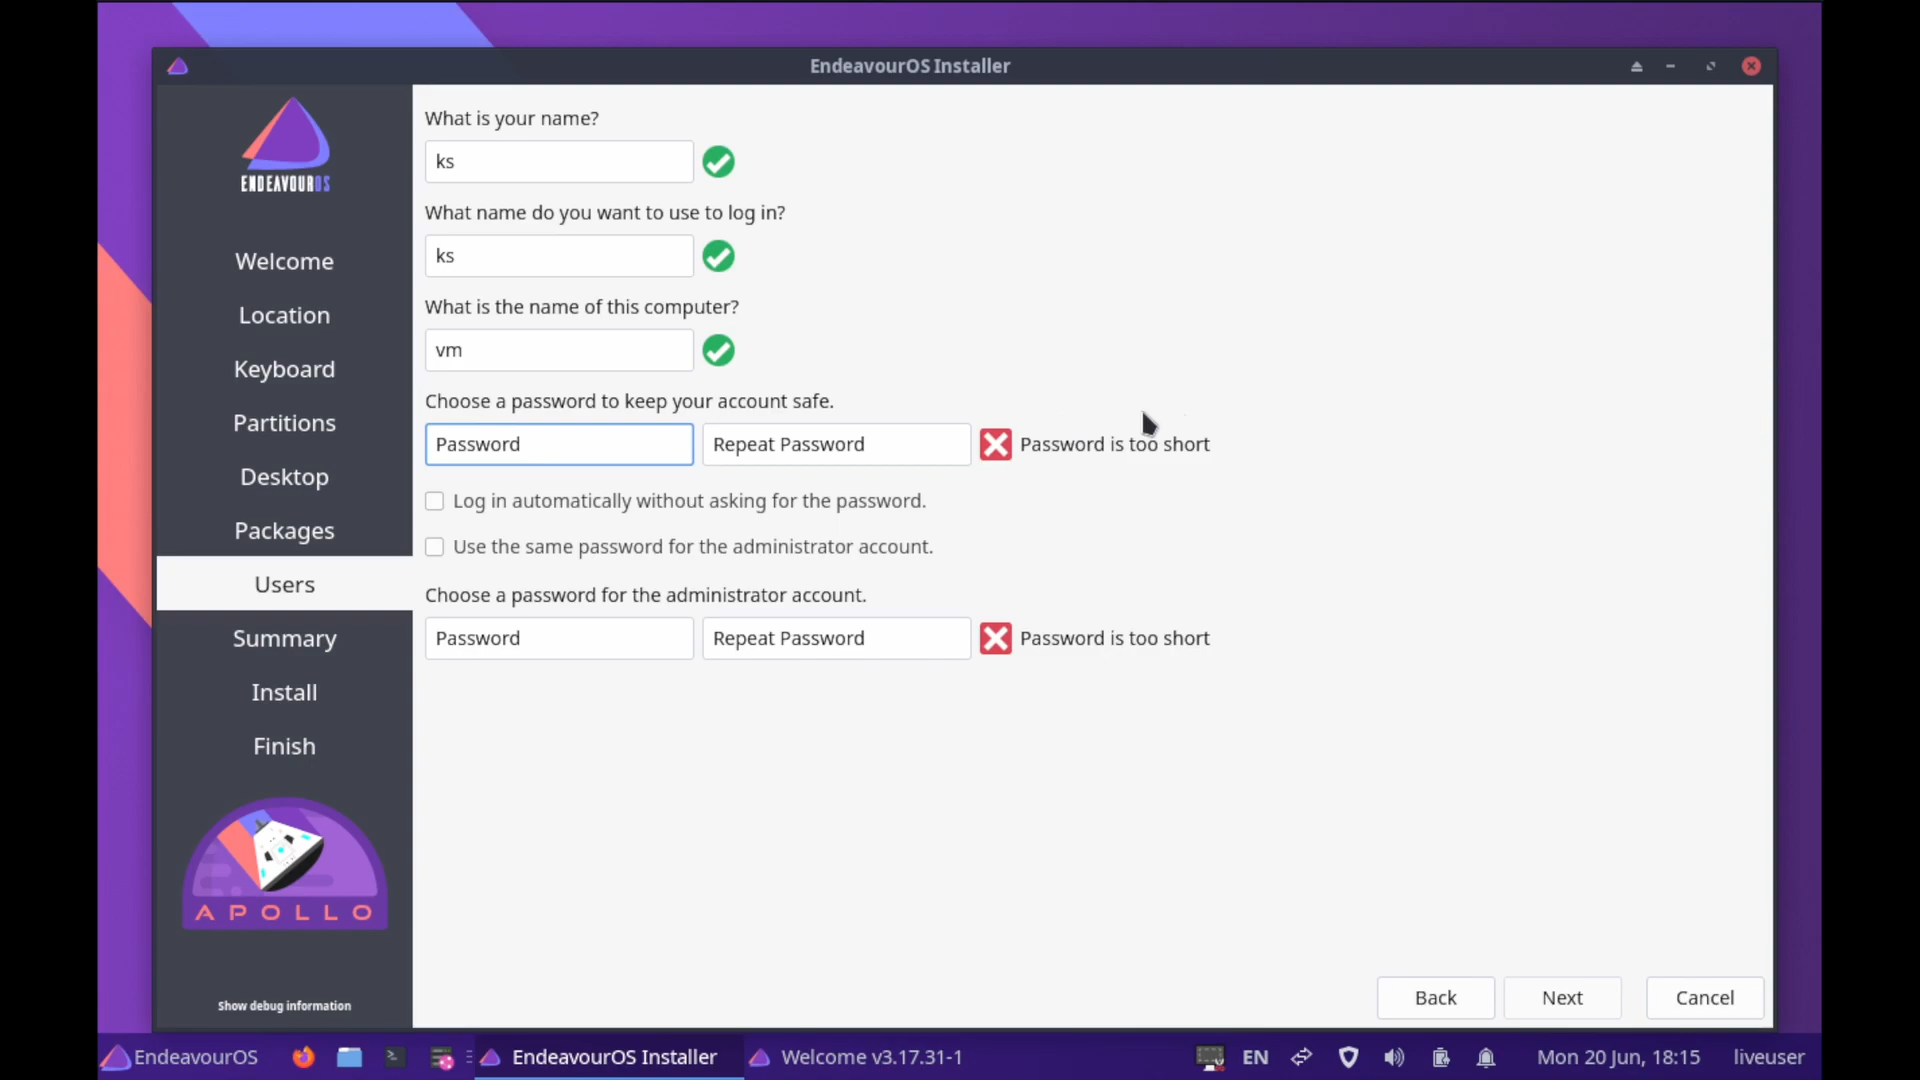 EndeavourOS Installer
ENDEAVOUROS
Welcome
Location
Keyboard
Partitions
Desktop
Packages
Users
Summary
Install
Finish
APOLLO
Show debug information
What is your name?
ks
What name do you want to use to log in?
ks
What is the name of this computer?
vm
Choose a password to keep your account safe.
Password Repeat Password Password is too short
Log in automatically without asking for the password.
Use the same password for the administrator account.
Choose a password for the administrator account.
Password Repeat Password Password is too short
Back Next Cancel
EndeavourOS EndeavourOS Installer Welcome v3.17.31-1 EN Mon 20 Jun, 18:15 liveuser